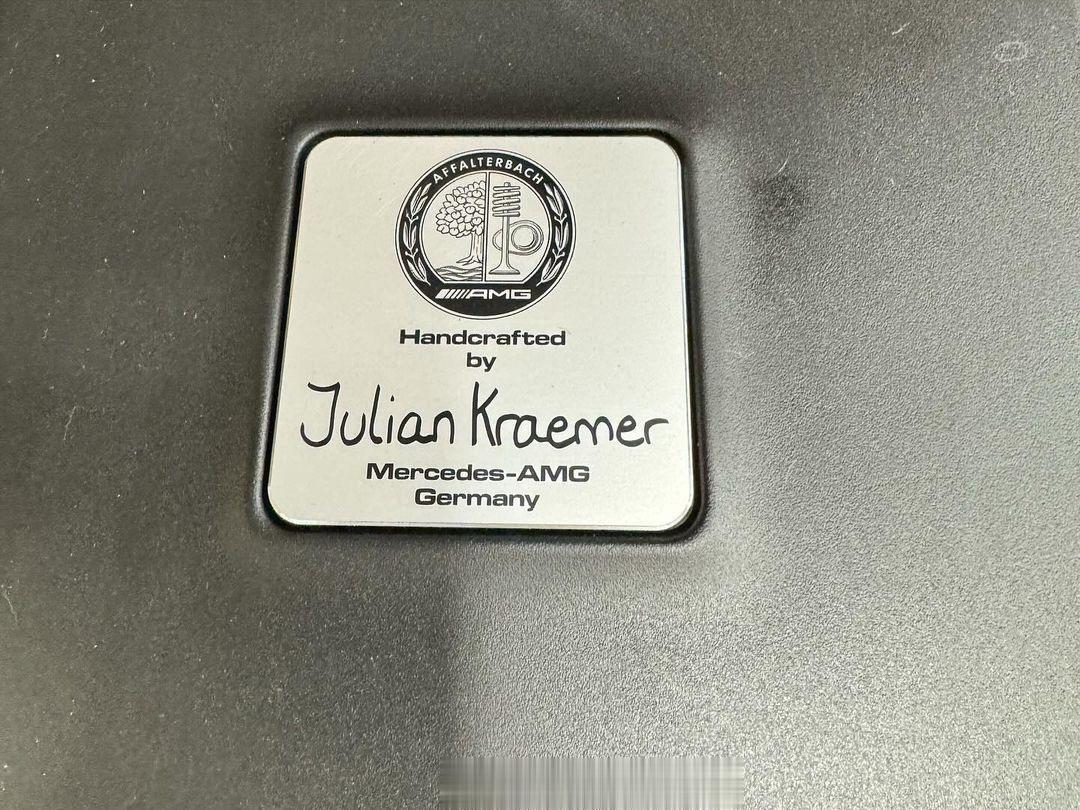 AFFALTERBACH
AMG
Handcrafted
by
Julian Kraemer
Mercedes-AMG
Germany